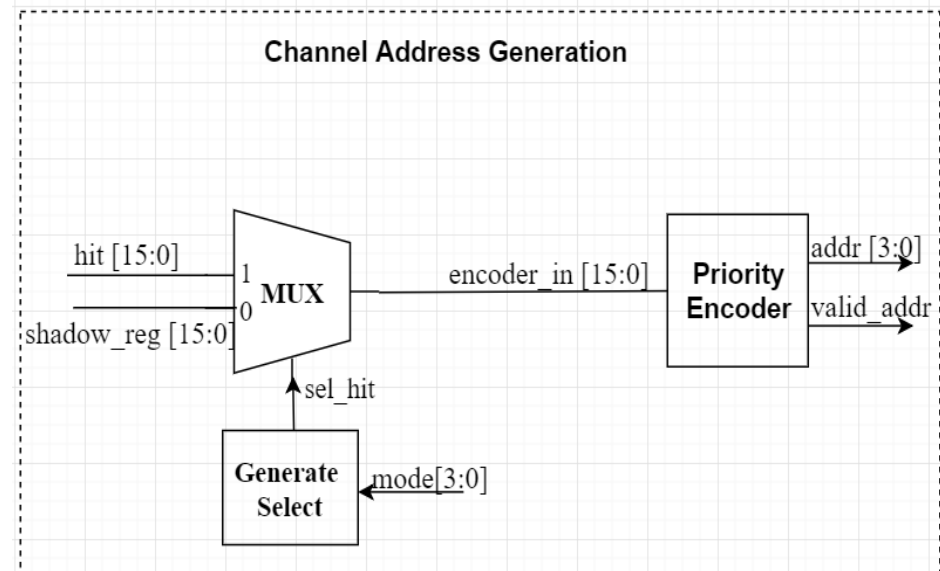 Channel Address Generation
hit [15:0]
1
MUX
0
shadow_reg [15:0]
encoder_in [15:0]
Priority
Encoder
addr [3:0]
valid_addr
sel_hit
Generate
Select
mode[3:0]